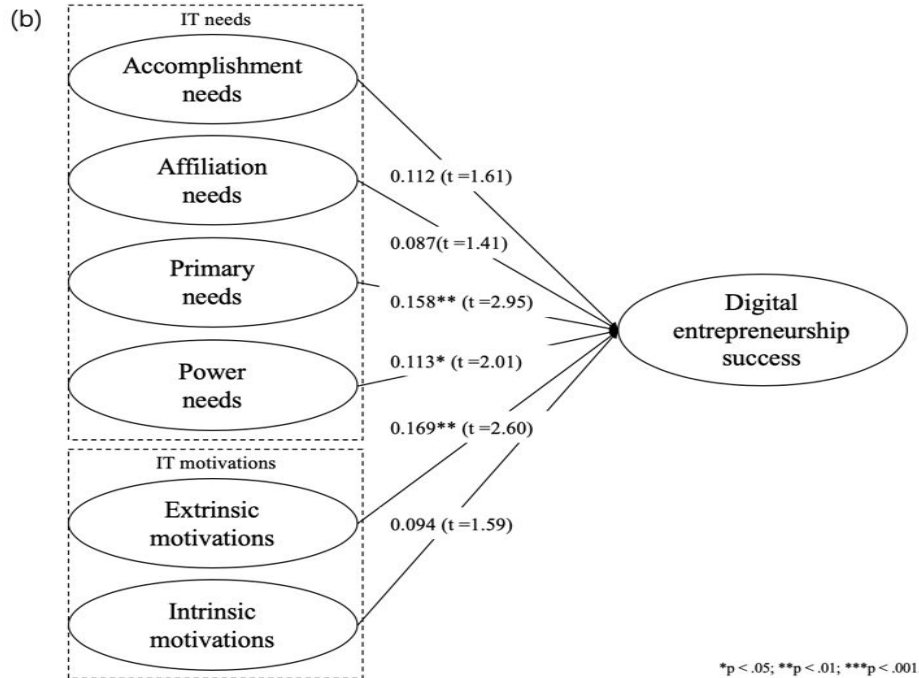 (b)
IT needs
Accomplishment
needs
Affiliation
needs
Primary
needs
Power
needs
IT motivations
Extrinsic
motivations
Intrinsic
motivations
0.112 (t =1.61)
0.087(t =1.41)
0.158** (t =2.95)
0.113* (t =2.01)
0.169** (t =2.60)
0.094 (t =1.59)
Digital
entrepreneurship
success
*p < .05; **p < .01; ***p < .001